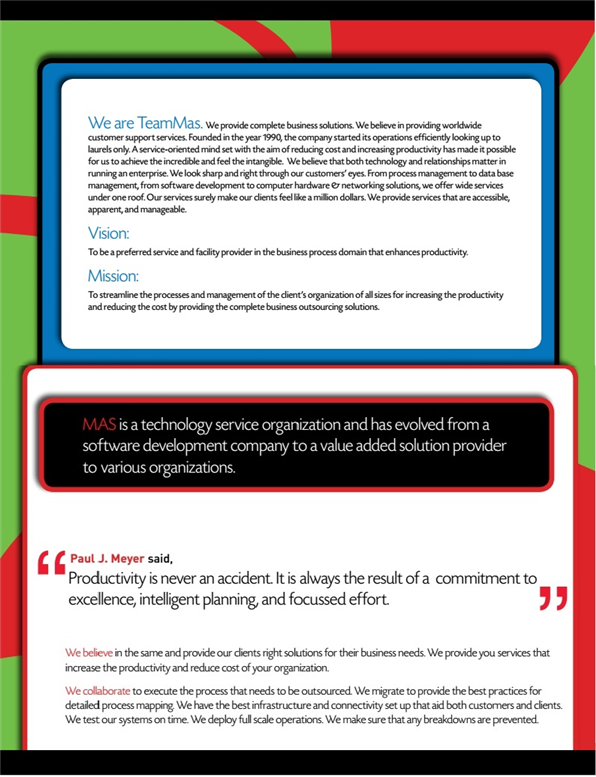 We are TeamMas. We provide complete business solutions. We believe in providing worldwide
customer support services. Founded in the year 1990, the company started its operations efficiently looking up to
laurels only. A service-oriented mind set with the aim of reducing cost and increasing productivity has made it possible
for us to achieve the incredible and feel the intangible. We believe that both technology and relationships matter in
running an enterprise. We look sharp and right through our customers' eyes. From process management to data base
management, from software development to computer hardware & networking solutions, we offer wide services
under one roof. Our services surely make our clients feel like a million dollars. We provide services that are accessible,
apparent, and manageable.
Vision:
To be a preferred service and facility provider in the business process domain that enhances productivity.
Mission:
To streamline the processes and management of the client's organization of all sizes for increasing the productivity
and reducing the cost by providing the complete business outsourcing solutions.
MAS is a technology service organization and has evolved from a
software development company to a value added solution provider
to various organizations.
“ Paul J. Meyer said,
Productivity is never an accident. It is always the result of a commitment to
excellence, intelligent planning, and focussed effort. ”
We believe in the same and provide our clients right solutions for their business needs. We provide you services that
increase the productivity and reduce cost of your organization.
We collaborate to execute the process that needs to be outsourced. We migrate to provide the best practices for
detailed process mapping. We have the best infrastructure and connectivity set up that aid both customers and clients.
We test our systems on time. We deploy full scale operations. We make sure that any breakdowns are prevented.